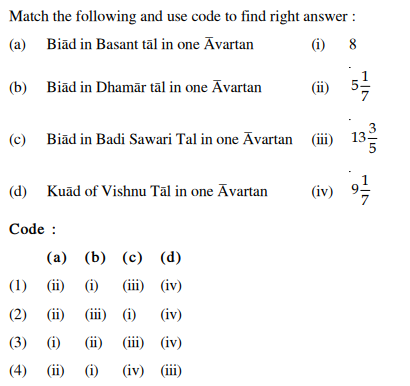 Match the following and use code to find right answer :
(a) Biād in Basant tāl in one Āvartan (i) 8
(b) Biād in Dhamār tāl in one Āvartan (ii) 5 1/7
(c) Biād in Badi Sawari Tal in one Āvartan (iii) 13 3/5
(d) Kuād of Vishnu Tāl in one Āvartan (iv) 9 1/7
Code :
(a) (b) (c) (d)
(1) (ii) (i) (iii) (iv)
(2) (ii) (iii) (i) (iv)
(3) (i) (ii) (iii) (iv)
(4) (ii) (i) (iv) (iii)